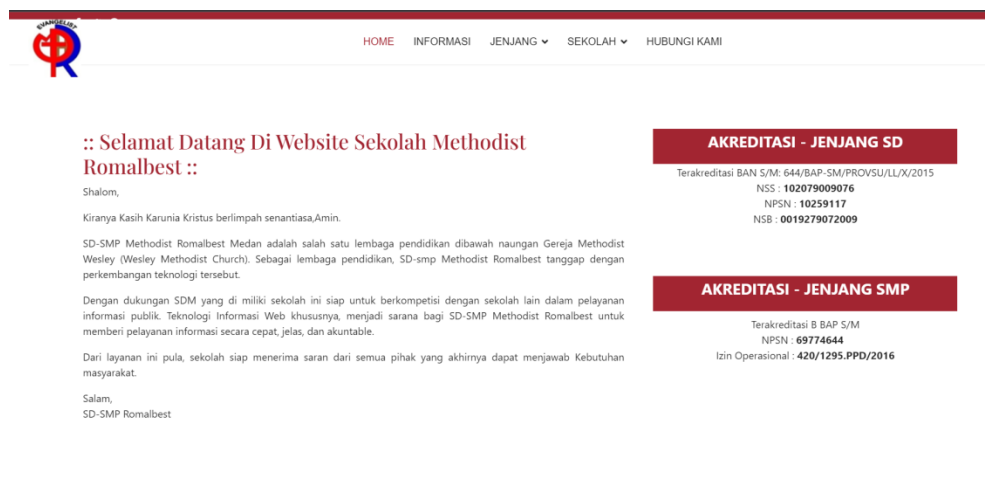 EVANGELIST
HOME INFORMASI JENJANG SEKOLAH HUBUNGI KAMI
:: Selamat Datang Di Website Sekolah Methodist
Romalbest ::
Shalom,
Kiranya Kasih Karunia Kristus berlimpah senantiasa,Amin.
SD-SMP Methodist Romalbest Medan adalah salah satu lembaga pendidikan dibawah naungan Gereja Methodist
Wesley (Wesley Methodist Church). Sebagai lembaga pendidikan, SD-smp Methodist Romalbest tanggap dengan
perkembangan teknologi tersebut.
Dengan dukungan SDM yang di miliki sekolah ini siap untuk berkompetisi dengan sekolah lain dalam pelayanan
informasi publik. Teknologi Informasi Web khususnya, menjadi sarana bagi SD-SMP Methodist Romalbest untuk
memberi pelayanan informasi secara cepat, jelas, dan akuntable.
Dari layanan ini pula, sekolah siap menerima saran dari semua pihak yang akhirnya dapat menjawab Kebutuhan
masyarakat.
Salam,
SD-SMP Romalbest
AKREDITASI - JENJANG SD
Terakreditasi BAN S/M: 644/BAP-SM/PROVSU/LL/X/2015
NSS : 102079009076
NPSN : 10259117
NSB : 0019279072009
AKREDITASI - JENJANG SMP
Terakreditasi B BAP S/M
NPSN : 69774644
Izin Operasional : 420/1295.PPD/2016